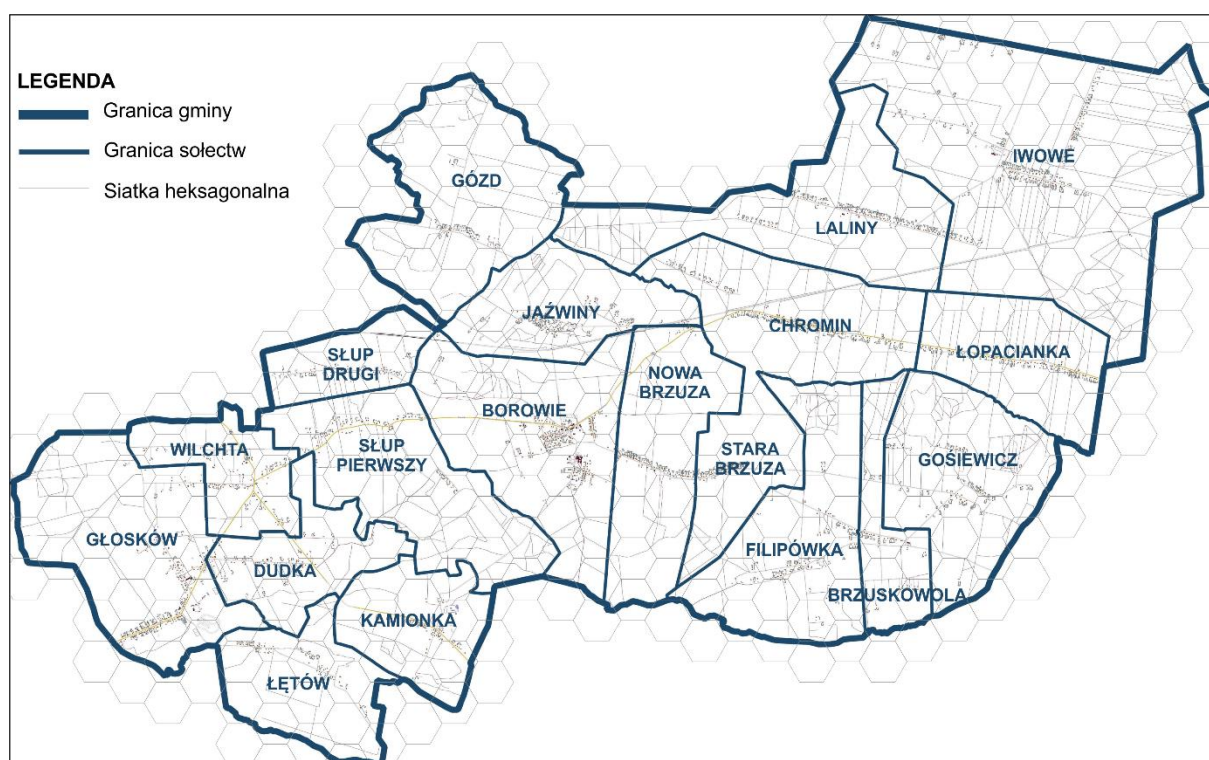 LEGENDA
Granica gminy
Granica sołectw
Siatka heksagonalna
IWOWE
GÓZD
LALINY
JAŹWINY
CHROMIN
ŁOPACIANKA
SŁUP
DRUGI
NOWA
BRZUZA
BOROWIE
WILCHTA
SŁUP
PIERWSZY
STARA
BRZUZA
GOSIEWICZ
GŁOSKÓW
FILIPÓWKA
DUDKA
BRZUSKOWOLA
KAMIONKA
ŁĘTÓW